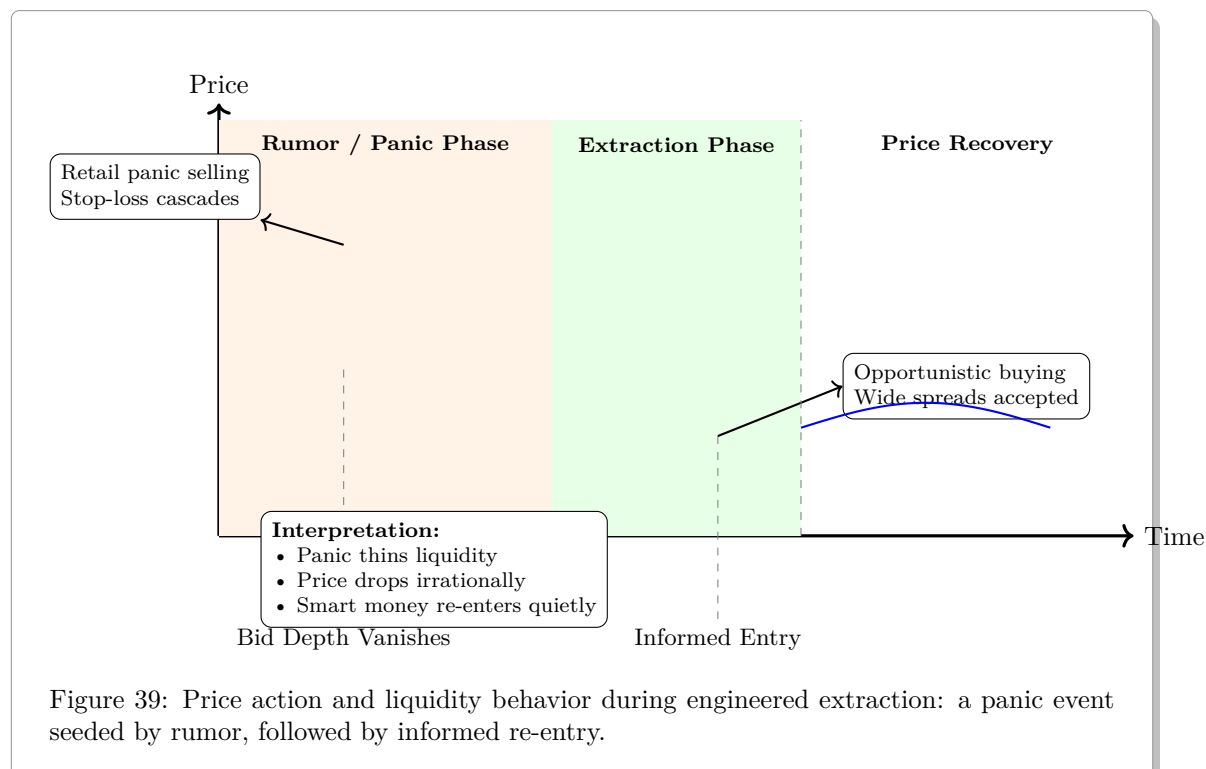 Price
Rumor / Panic Phase
Extraction Phase
Price Recovery
Retail panic selling
Stop-loss cascades
Opportunistic buying
Wide spreads accepted
Time
Interpretation:
• Panic thins liquidity
• Price drops irrationally
• Smart money re-enters quietly
Bid Depth Vanishes
Informed Entry
Figure 39: Price action and liquidity behavior during engineered extraction: a panic event
seeded by rumor, followed by informed re-entry.